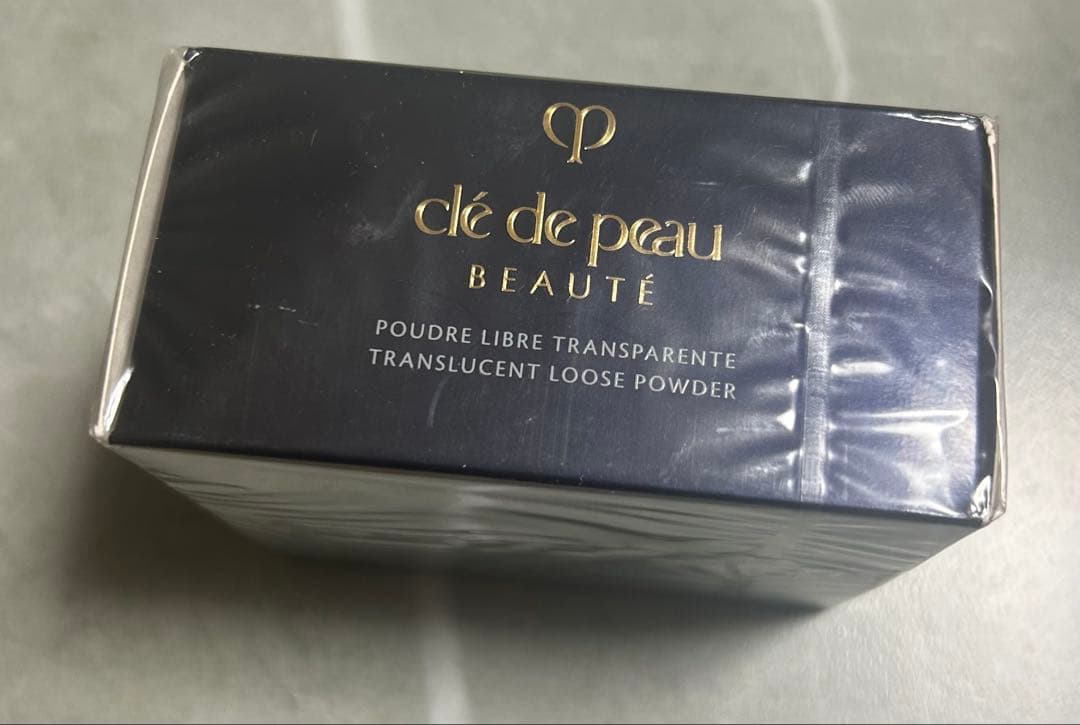 clé de peau
BEAUTÉ
POUDRE LIBRE TRANSPARENTE
TRANSLUCENT LOOSE POWDER